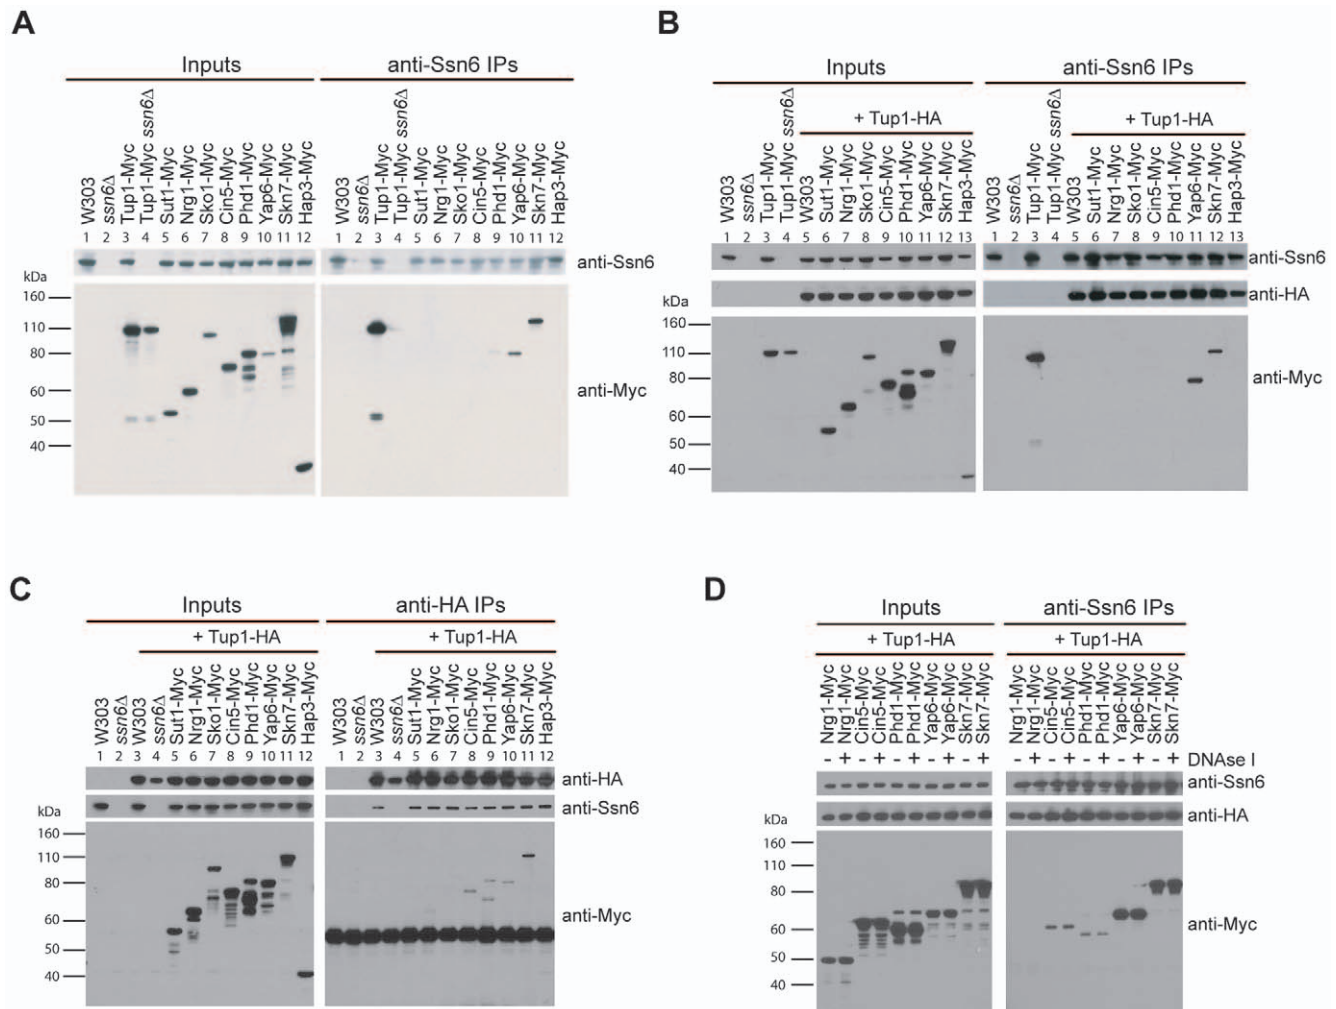 A
Inputs
anti-Ssn6 IPs
W303
ssn6Δ
Tup1-Myc
Tup1-Myc ssn6Δ
Sut1-Myc
Nrg1-Myc
Sko1-Myc
Cin5-Myc
Phd1-Myc
Yap6-Myc
Skn7-Myc
Hap3-Myc
W303
ssn6Δ
Tup1-Myc
Tup1-Myc ssn6Δ
Sut1-Myc
Nrg1-Myc
Sko1-Myc
Cin5-Myc
Phd1-Myc
Yap6-Myc
Skn7-Myc
Hap3-Myc
1 2 3 4 5 6 7 8 9 10 11 12
1 2 3 4 5 6 7 8 9 10 11 12
anti-Ssn6
kDa
160
110
80
60
50
40
anti-Myc
B
Inputs
anti-Ssn6 IPs
+ Tup1-HA
+ Tup1-HA
W303
ssn6Δ
Tup1-Myc
Tup1-Myc ssn6Δ
W303
Sut1-Myc
Nrg1-Myc
Sko1-Myc
Cin5-Myc
Phd1-Myc
Yap6-Myc
Skn7-Myc
Hap3-Myc
W303
ssn6Δ
Tup1-Myc
Tup1-Myc ssn6Δ
W303
Sut1-Myc
Nrg1-Myc
Sko1-Myc
Cin5-Myc
Phd1-Myc
Yap6-Myc
Skn7-Myc
Hap3-Myc
1 2 3 4 5 6 7 8 9 10 11 12 13
1 2 3 4 5 6 7 8 9 10 11 12 13
anti-Ssn6
anti-HA
kDa
160
110
80
60
50
40
anti-Myc
C
Inputs
anti-HA IPs
+ Tup1-HA
+ Tup1-HA
W303
ssn6Δ
W303
ssn6Δ
Sut1-Myc
Nrg1-Myc
Sko1-Myc
Cin5-Myc
Phd1-Myc
Yap6-Myc
Skn7-Myc
Hap3-Myc
W303
ssn6Δ
W303
ssn6Δ
Sut1-Myc
Nrg1-Myc
Sko1-Myc
Cin5-Myc
Phd1-Myc
Yap6-Myc
Skn7-Myc
Hap3-Myc
1 2 3 4 5 6 7 8 9 10 11 12
1 2 3 4 5 6 7 8 9 10 11 12
anti-HA
anti-Ssn6
kDa
160
110
80
60
50
40
anti-Myc
D
Inputs
anti-Ssn6 IPs
+ Tup1-HA
+ Tup1-HA
Nrg1-Myc
Nrg1-Myc
Cin5-Myc
Cin5-Myc
Phd1-Myc
Phd1-Myc
Yap6-Myc
Yap6-Myc
Skn7-Myc
Skn7-Myc
Nrg1-Myc
Nrg1-Myc
Cin5-Myc
Cin5-Myc
Phd1-Myc
Phd1-Myc
Yap6-Myc
Yap6-Myc
Skn7-Myc
Skn7-Myc
- + - + - + - + - +
- + - + - + - + - +
DNAse I
anti-Ssn6
anti-HA
kDa
160
110
80
60
50
40
anti-Myc